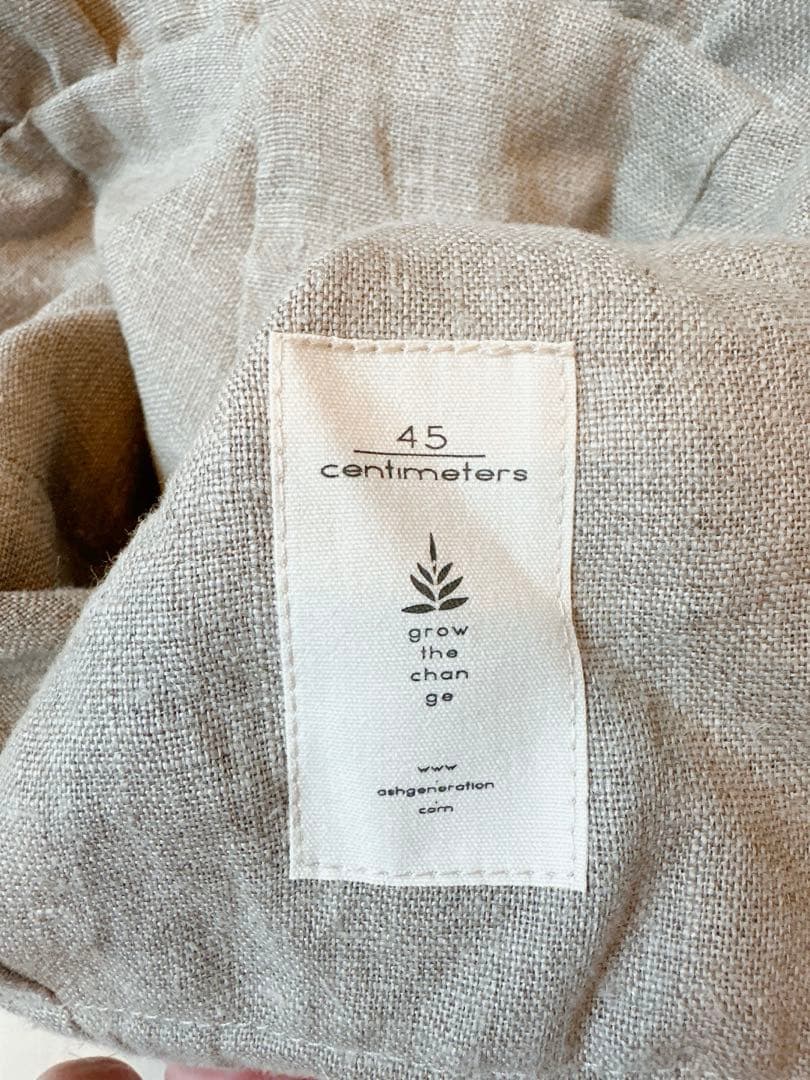 45
centimeters
grow
the
chan
ge
www
.
ashgeneration
.
com